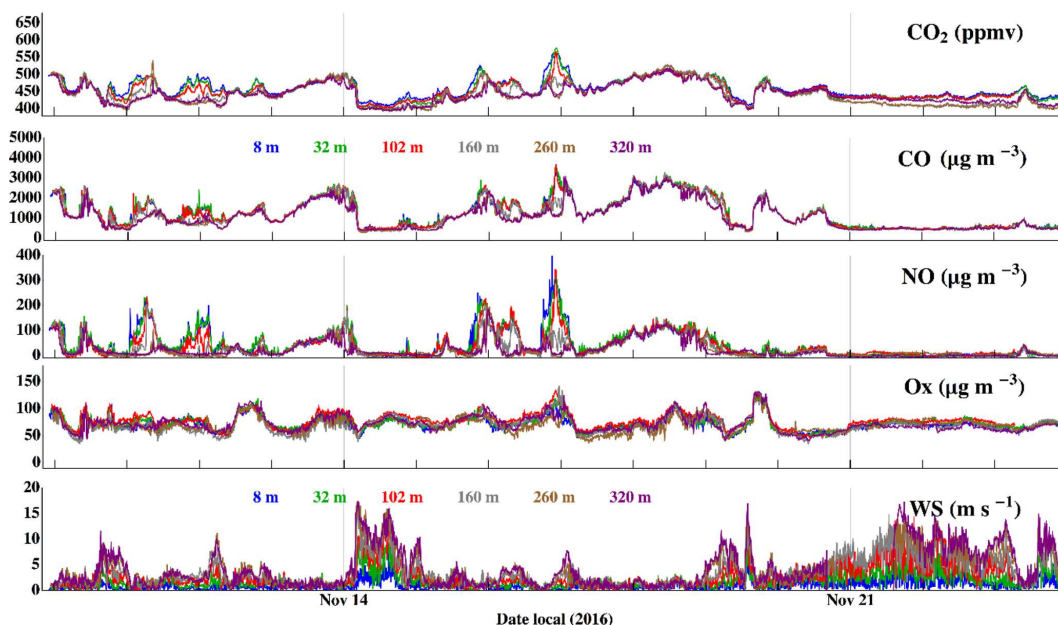 650
600
550
500
450
400
CO₂ (ppmv)
5000
4000
3000
2000
1000
0
8 m 32 m 102 m 160 m 260 m 320 m
CO (µg m ⁻³)
400
300
200
100
0
NO (µg m ⁻³)
150
100
50
0
Ox (µg m ⁻³)
20
15
10
5
0
8 m 32 m 102 m 160 m 260 m 320 m
WS (m s ⁻¹)
Nov 14 Nov 21
Date local (2016)